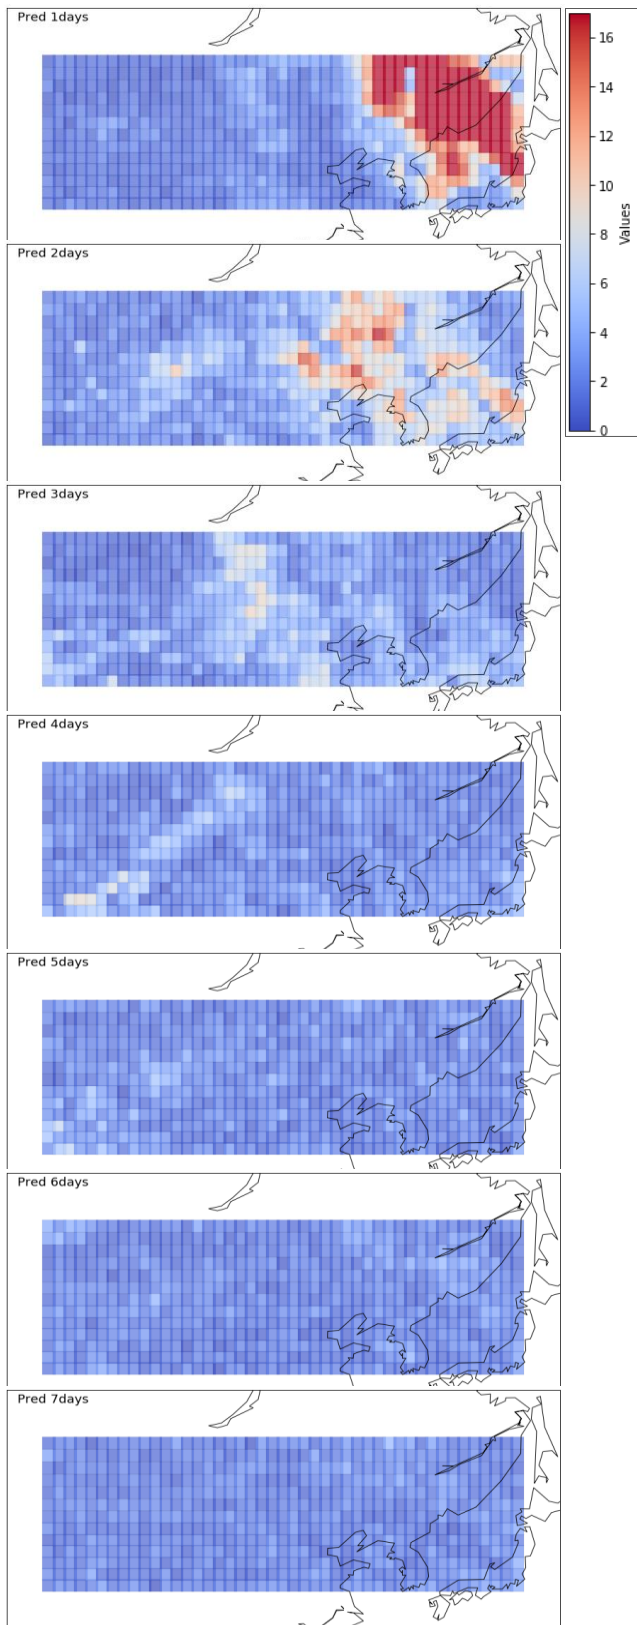 Pred 1days
16
14
12
10
8
6
4
2
0
Values
Pred 2days
Pred 3days
Pred 4days
Pred 5days
Pred 6days
Pred 7days